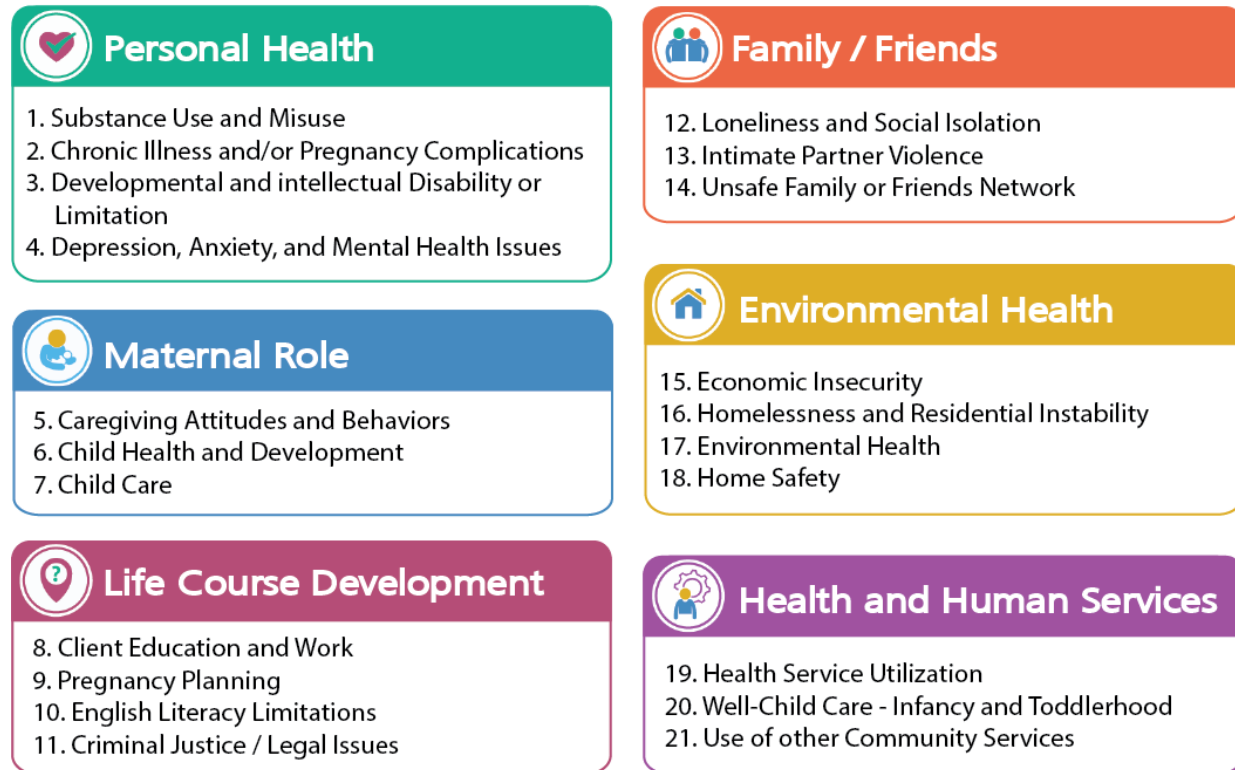 Personal Health
1. Substance Use and Misuse
2. Chronic Illness and/or Pregnancy Complications
3. Developmental and intellectual Disability or
Limitation
4. Depression, Anxiety, and Mental Health Issues
Maternal Role
5. Caregiving Attitudes and Behaviors
6. Child Health and Development
7. Child Care
?
Life Course Development
8. Client Education and Work
9. Pregnancy Planning
10. English Literacy Limitations
11. Criminal Justice / Legal Issues
Family / Friends
12. Loneliness and Social Isolation
13. Intimate Partner Violence
14. Unsafe Family or Friends Network
Environmental Health
15. Economic Insecurity
16. Homelessness and Residential Instability
17. Environmental Health
18. Home Safety
Health and Human Services
19. Health Service Utilization
20. Well-Child Care - Infancy and Toddlerhood
21. Use of other Community Services